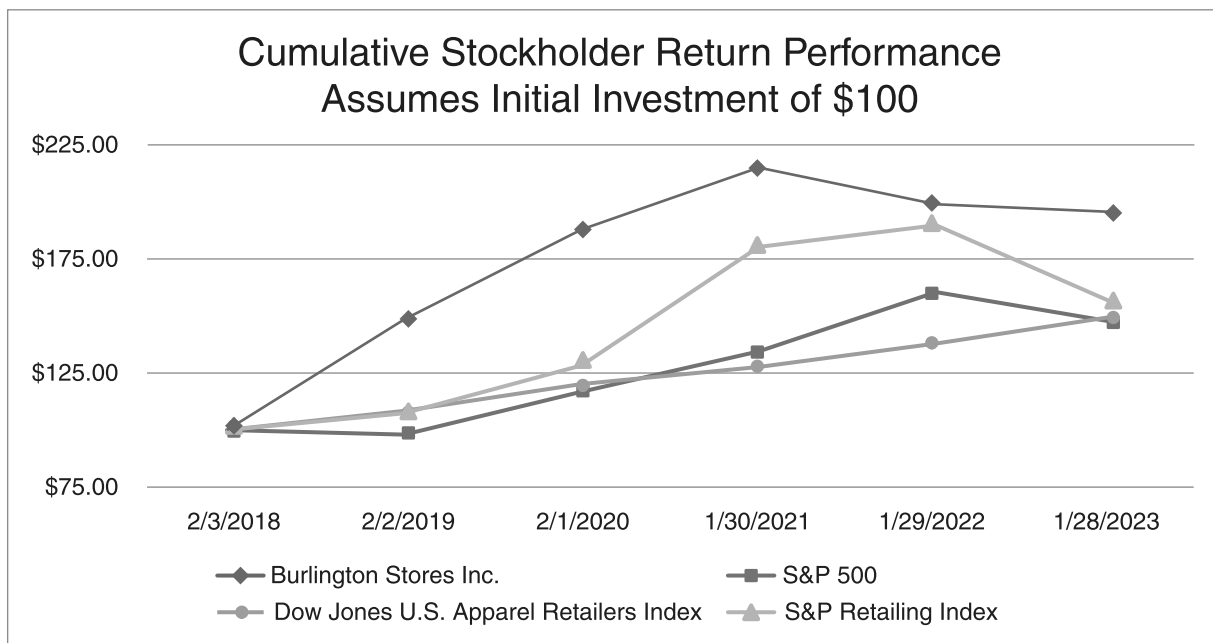 Cumulative Stockholder Return Performance
Assumes Initial Investment of $100
$225.00
$175.00
$125.00
$75.00
2/3/2018 2/2/2019 2/1/2020 1/30/2021 1/29/2022 1/28/2023
Burlington Stores Inc. S&P 500
Dow Jones U.S. Apparel Retailers Index S&P Retailing Index